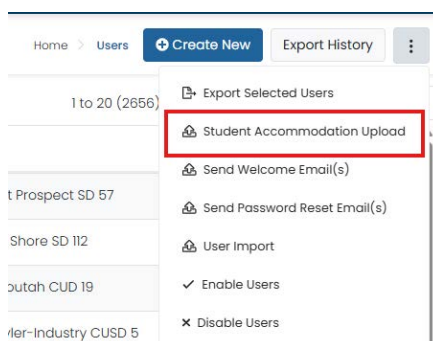 Home > Users
Create New
Export History
1 to 20 (2656)
Export Selected Users
Student Accommodation Upload
Send Welcome Email(s)
t Prospect SD 57
Send Password Reset Email(s)
Shore SD 112
User Import
outah CUD 19
Enable Users
ler-Industry CUSD 5
Disable Users